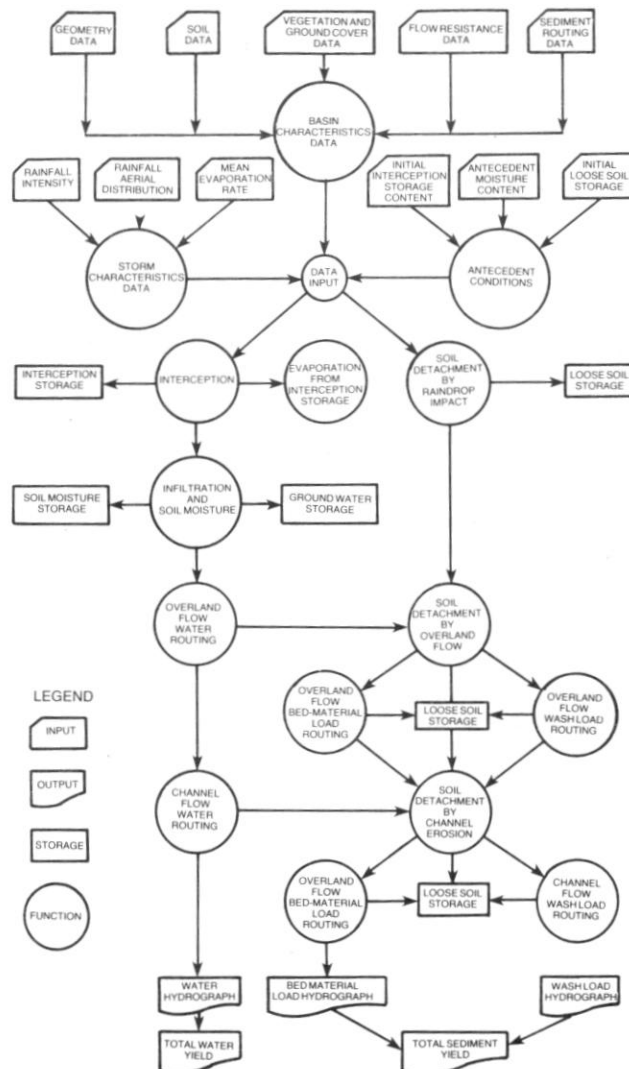 GEOMETRY
DATA
SOIL
DATA
VEGETATION AND
GROUND COVER
DATA
FLOW RESISTANCE
DATA
SEDIMENT
ROUTING
DATA
BASIN
CHARACTERISTICS
DATA
RAINFALL
INTENSITY
RAINFALL
AERIAL
DISTRIBUTION
MEAN
EVAPORATION
RATE
INITIAL
INTERCEPTION
STORAGE
CONTENT
ANTECEDENT
MOISTURE
CONTENT
INITIAL
LOOSE SOIL
STORAGE
STORM
CHARACTERISTICS
DATA
DATA
INPUT
ANTECEDENT
CONDITIONS
INTERCEPTION
STORAGE
INTERCEPTION
EVAPORATION
FROM
INTERCEPTION
STORAGE
SOIL
DETACHMENT
BY
RAINDROP
IMPACT
LOOSE SOIL
STORAGE
SOIL MOISTURE
STORAGE
INFILTRATION
AND
SOIL MOISTURE
GROUND WATER
STORAGE
OVERLAND
FLOW
WATER
ROUTING
SOIL
DETACHMENT
BY
OVERLAND
FLOW
OVERLAND
FLOW
BED-MATERIAL
LOAD
ROUTING
LOOSE SOIL
STORAGE
OVERLAND
FLOW
WASH LOAD
ROUTING
CHANNEL
FLOW
WATER
ROUTING
SOIL
DETACHMENT
BY
CHANNEL
EROSION
OVERLAND
FLOW
BED-MATERIAL
LOAD
ROUTING
LOOSE SOIL
STORAGE
CHANNEL
FLOW
WASH LOAD
ROUTING
WATER
HYDROGRAPH
BED MATERIAL
LOAD HYDROGRAPH
WASH LOAD
HYDROGRAPH
TOTAL WATER
YIELD
TOTAL SEDIMENT
YIELD
LEGEND
INPUT
OUTPUT
STORAGE
FUNCTION